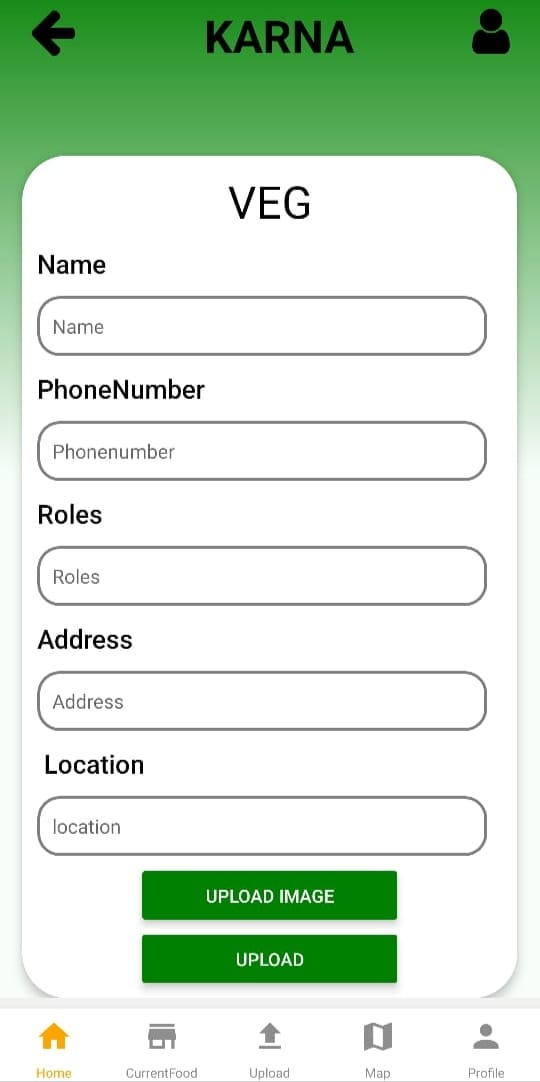 KARNA
VEG
Name
Name
PhoneNumber
Phonenumber
Roles
Roles
Address
Address
Location
location
UPLOAD IMAGE
UPLOAD
Home CurrentFood Upload Map Profile